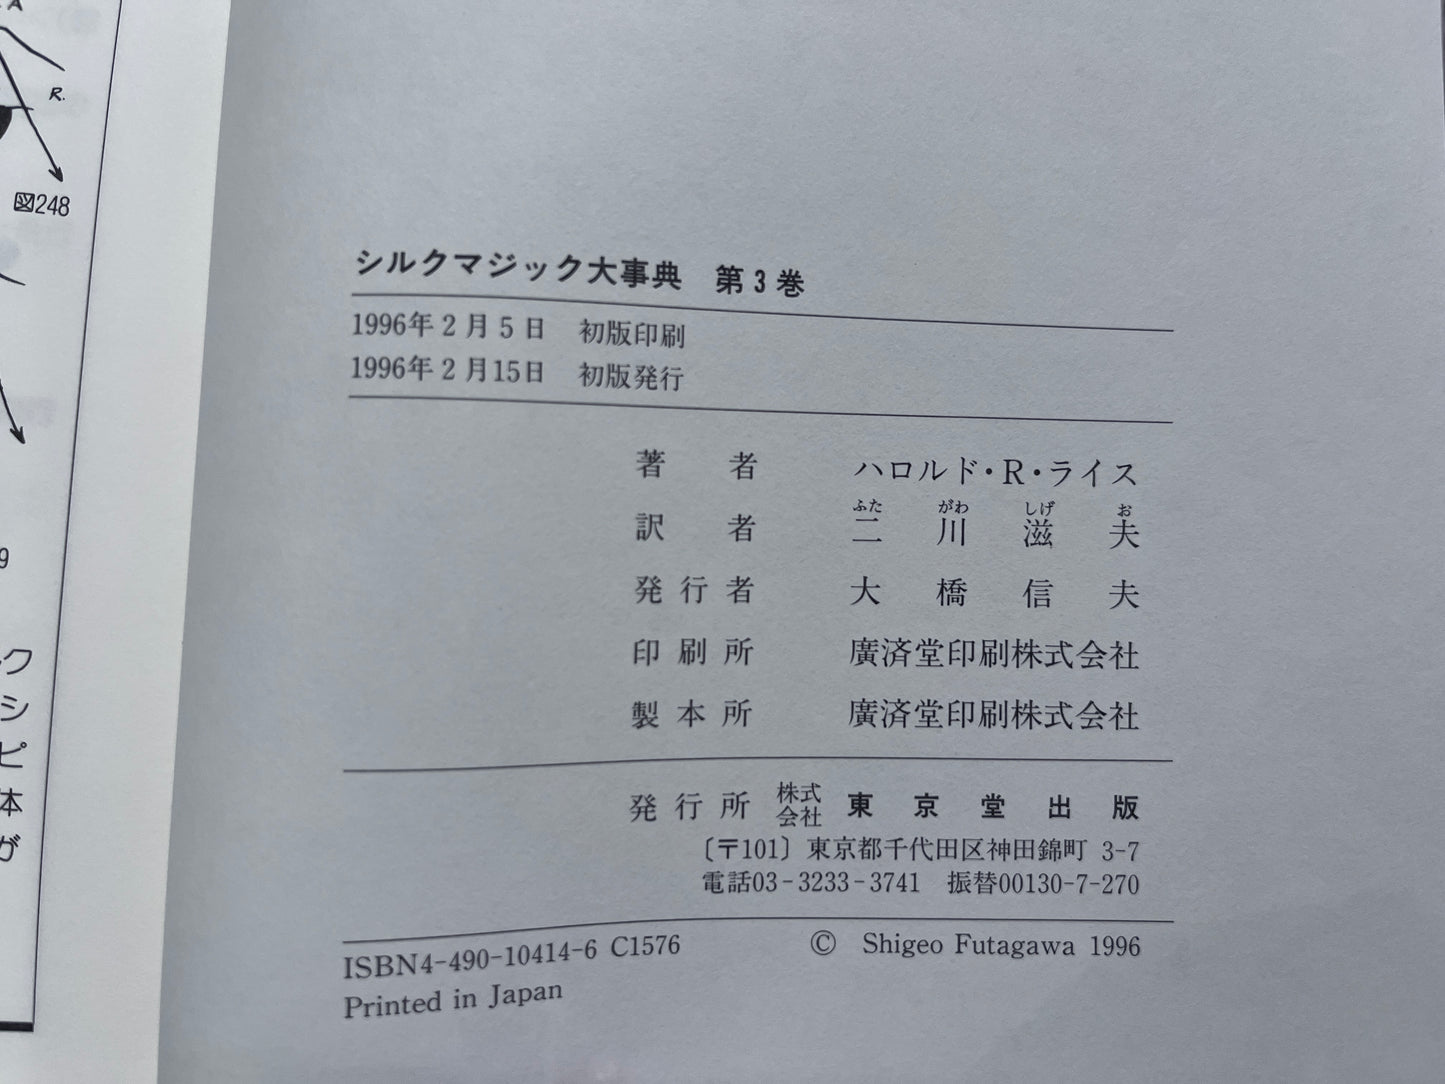 A
R.
図248
9
ク
シ
ピ
体
が
シルクマジック大事典　第3巻
1996年2月5日　初版印刷
1996年2月15日　初版発行
著者　ハロルド・R・ライス
ふた　がわ　しげ　お
訳者　二川滋夫
発行者　大橋信夫
印刷所　廣済堂印刷株式会社
製本所　廣済堂印刷株式会社
発行所　株式会社　東京堂出版
〔〒101〕東京都千代田区神田錦町 3-7
電話03-3233-3741　振替00130-7-270
ISBN4-490-10414-6 C1576　© Shigeo Futagawa 1996
Printed in Japan